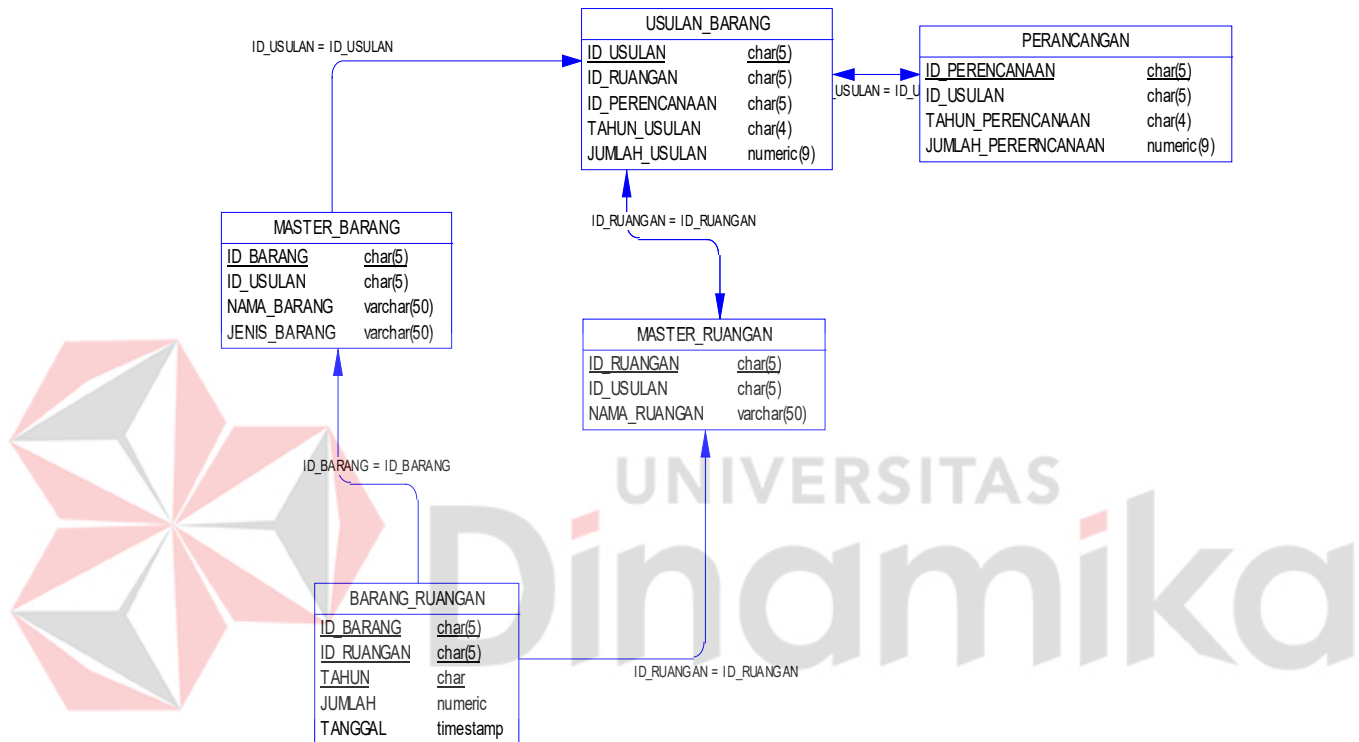 USULAN_BARANG
ID_USULAN char(5)
ID_RUANGAN char(5)
ID_PERENCANAAN char(5)
TAHUN_USULAN char(4)
JUMLAH_USULAN numeric(9)
PERANCANGAN
ID_PERENCANAAN char(5)
ID_USULAN char(5)
TAHUN_PERENCANAAN char(4)
JUMLAH_PERERNCANAAN numeric(9)
ID_USULAN = ID_USULAN
_USULAN = ID_U
MASTER_BARANG
ID_BARANG char(5)
ID_USULAN char(5)
NAMA_BARANG varchar(50)
JENIS_BARANG varchar(50)
ID_RUANGAN = ID_RUANGAN
MASTER_RUANGAN
ID_RUANGAN char(5)
ID_USULAN char(5)
NAMA_RUANGAN varchar(50)
ID_BARANG = ID_BARANG
UNIVERSITAS
Dinamika
BARANG_RUANGAN
ID_BARANG char(5)
ID_RUANGAN char(5)
TAHUN char
JUMLAH numeric
TANGGAL timestamp
ID_RUANGAN = ID_RUANGAN